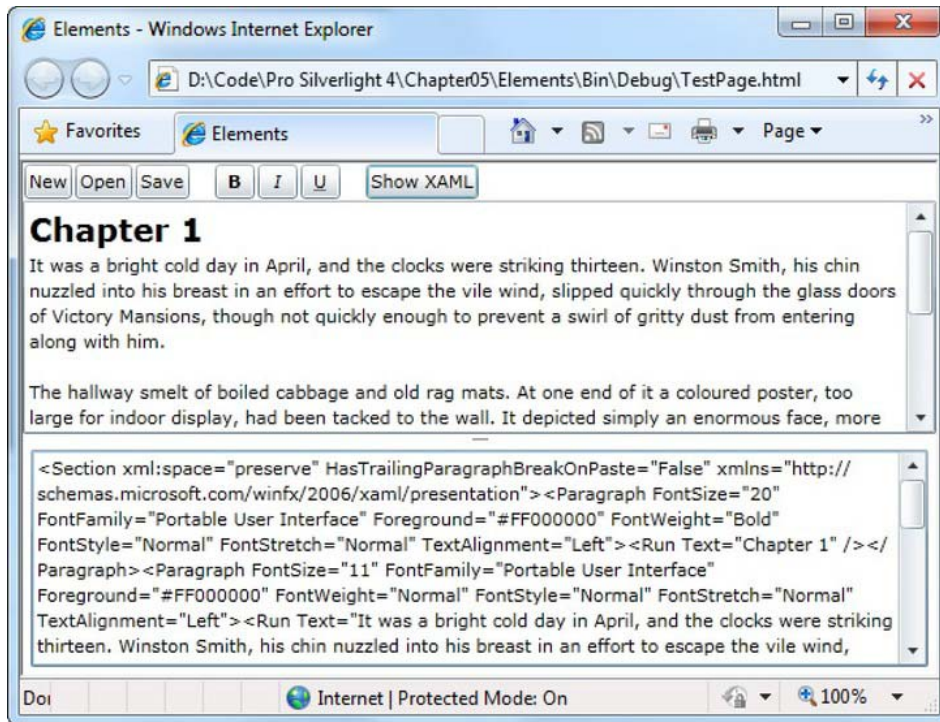 Elements - Windows Internet Explorer
D:\Code\Pro Silverlight 4\Chapter05\Elements\Bin\Debug\TestPage.html
Favorites Elements Page
New Open Save B I U Show XAML
Chapter 1
It was a bright cold day in April, and the clocks were striking thirteen. Winston Smith, his chin
nuzzled into his breast in an effort to escape the vile wind, slipped quickly through the glass doors
of Victory Mansions, though not quickly enough to prevent a swirl of gritty dust from entering
along with him.
The hallway smelt of boiled cabbage and old rag mats. At one end of it a coloured poster, too
large for indoor display, had been tacked to the wall. It depicted simply an enormous face, more
<Section xml:space="preserve" HasTrailingParagraphBreakOnPaste="False" xmlns="http://
schemas.microsoft.com/winfx/2006/xaml/presentation"><Paragraph FontSize="20"
FontFamily="Portable User Interface" Foreground="#FF000000" FontWeight="Bold"
FontStyle="Normal" FontStretch="Normal" TextAlignment="Left"><Run Text="Chapter 1" /></
Paragraph><Paragraph FontSize="11" FontFamily="Portable User Interface"
Foreground="#FF000000" FontWeight="Normal" FontStyle="Normal" FontStretch="Normal"
TextAlignment="Left"><Run Text="It was a bright cold day in April, and the clocks were striking
thirteen. Winston Smith, his chin nuzzled into his breast in an effort to escape the vile wind,
Internet | Protected Mode: On 100%